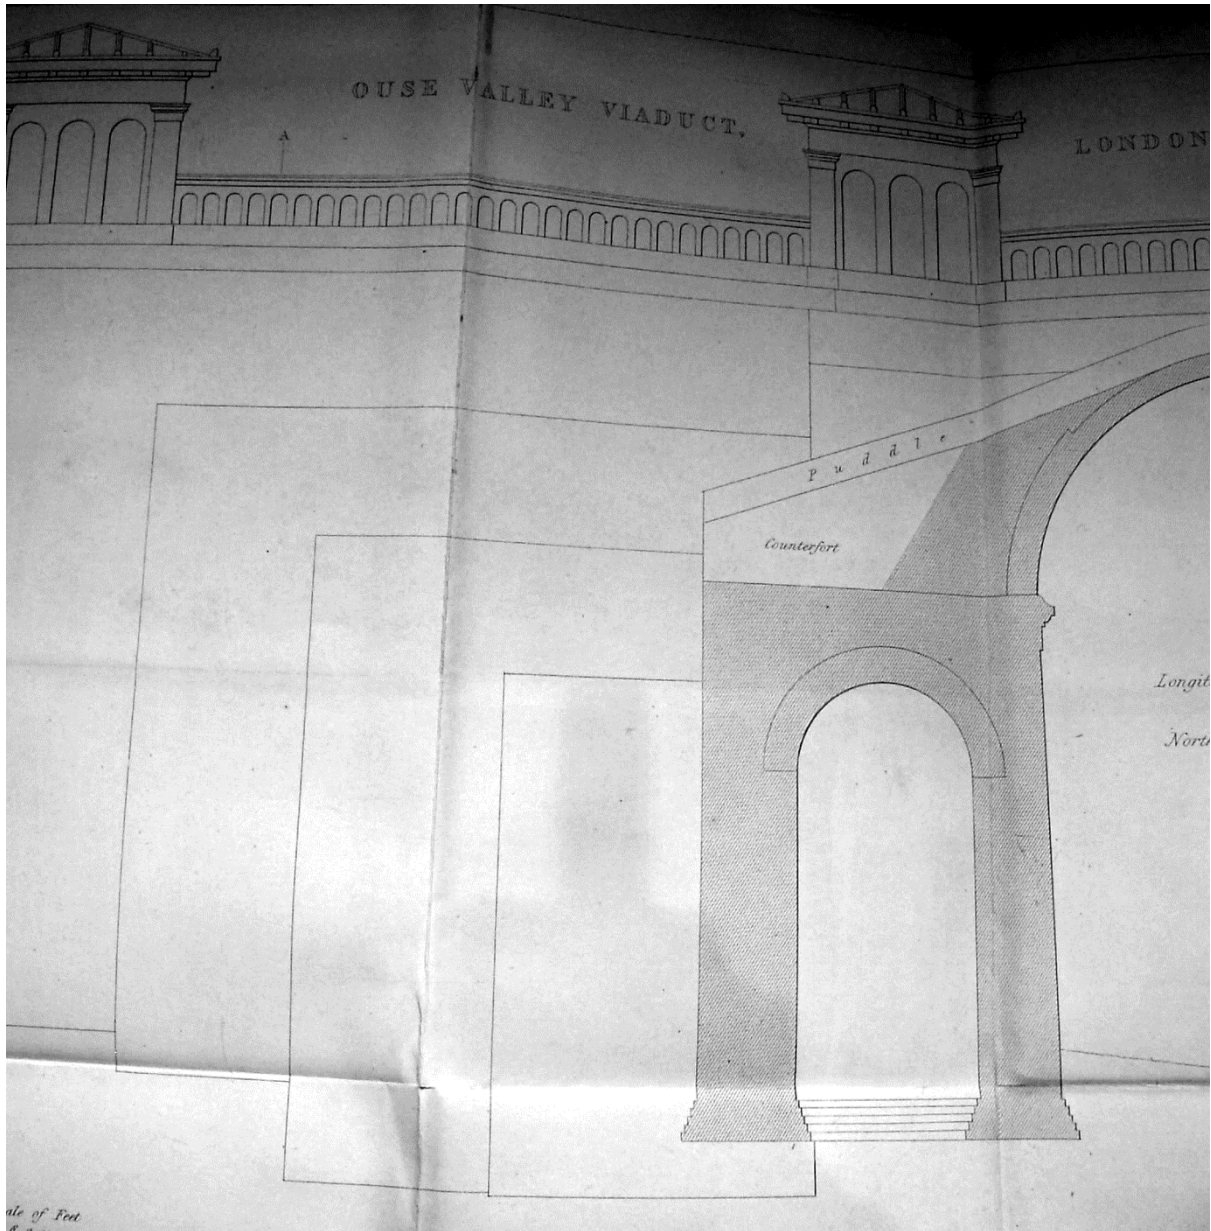 OUSE VALLEY VIADUCT,
LONDON
A
Puddle
Counterfort
Longit
North
ale of Feet